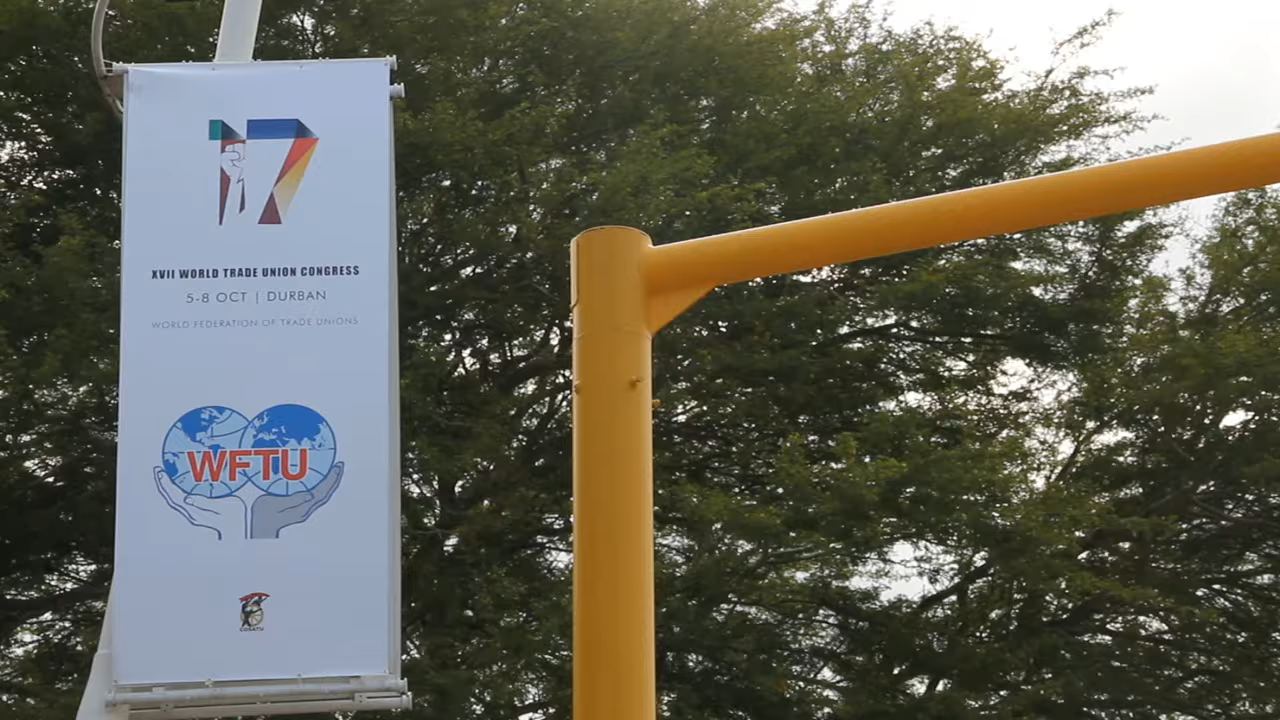 17
XVII WORLD TRADE UNION CONGRESS
5-8 OCT | DURBAN
WORLD FEDERATION OF TRADE UNIONS
WFTU
COSATU